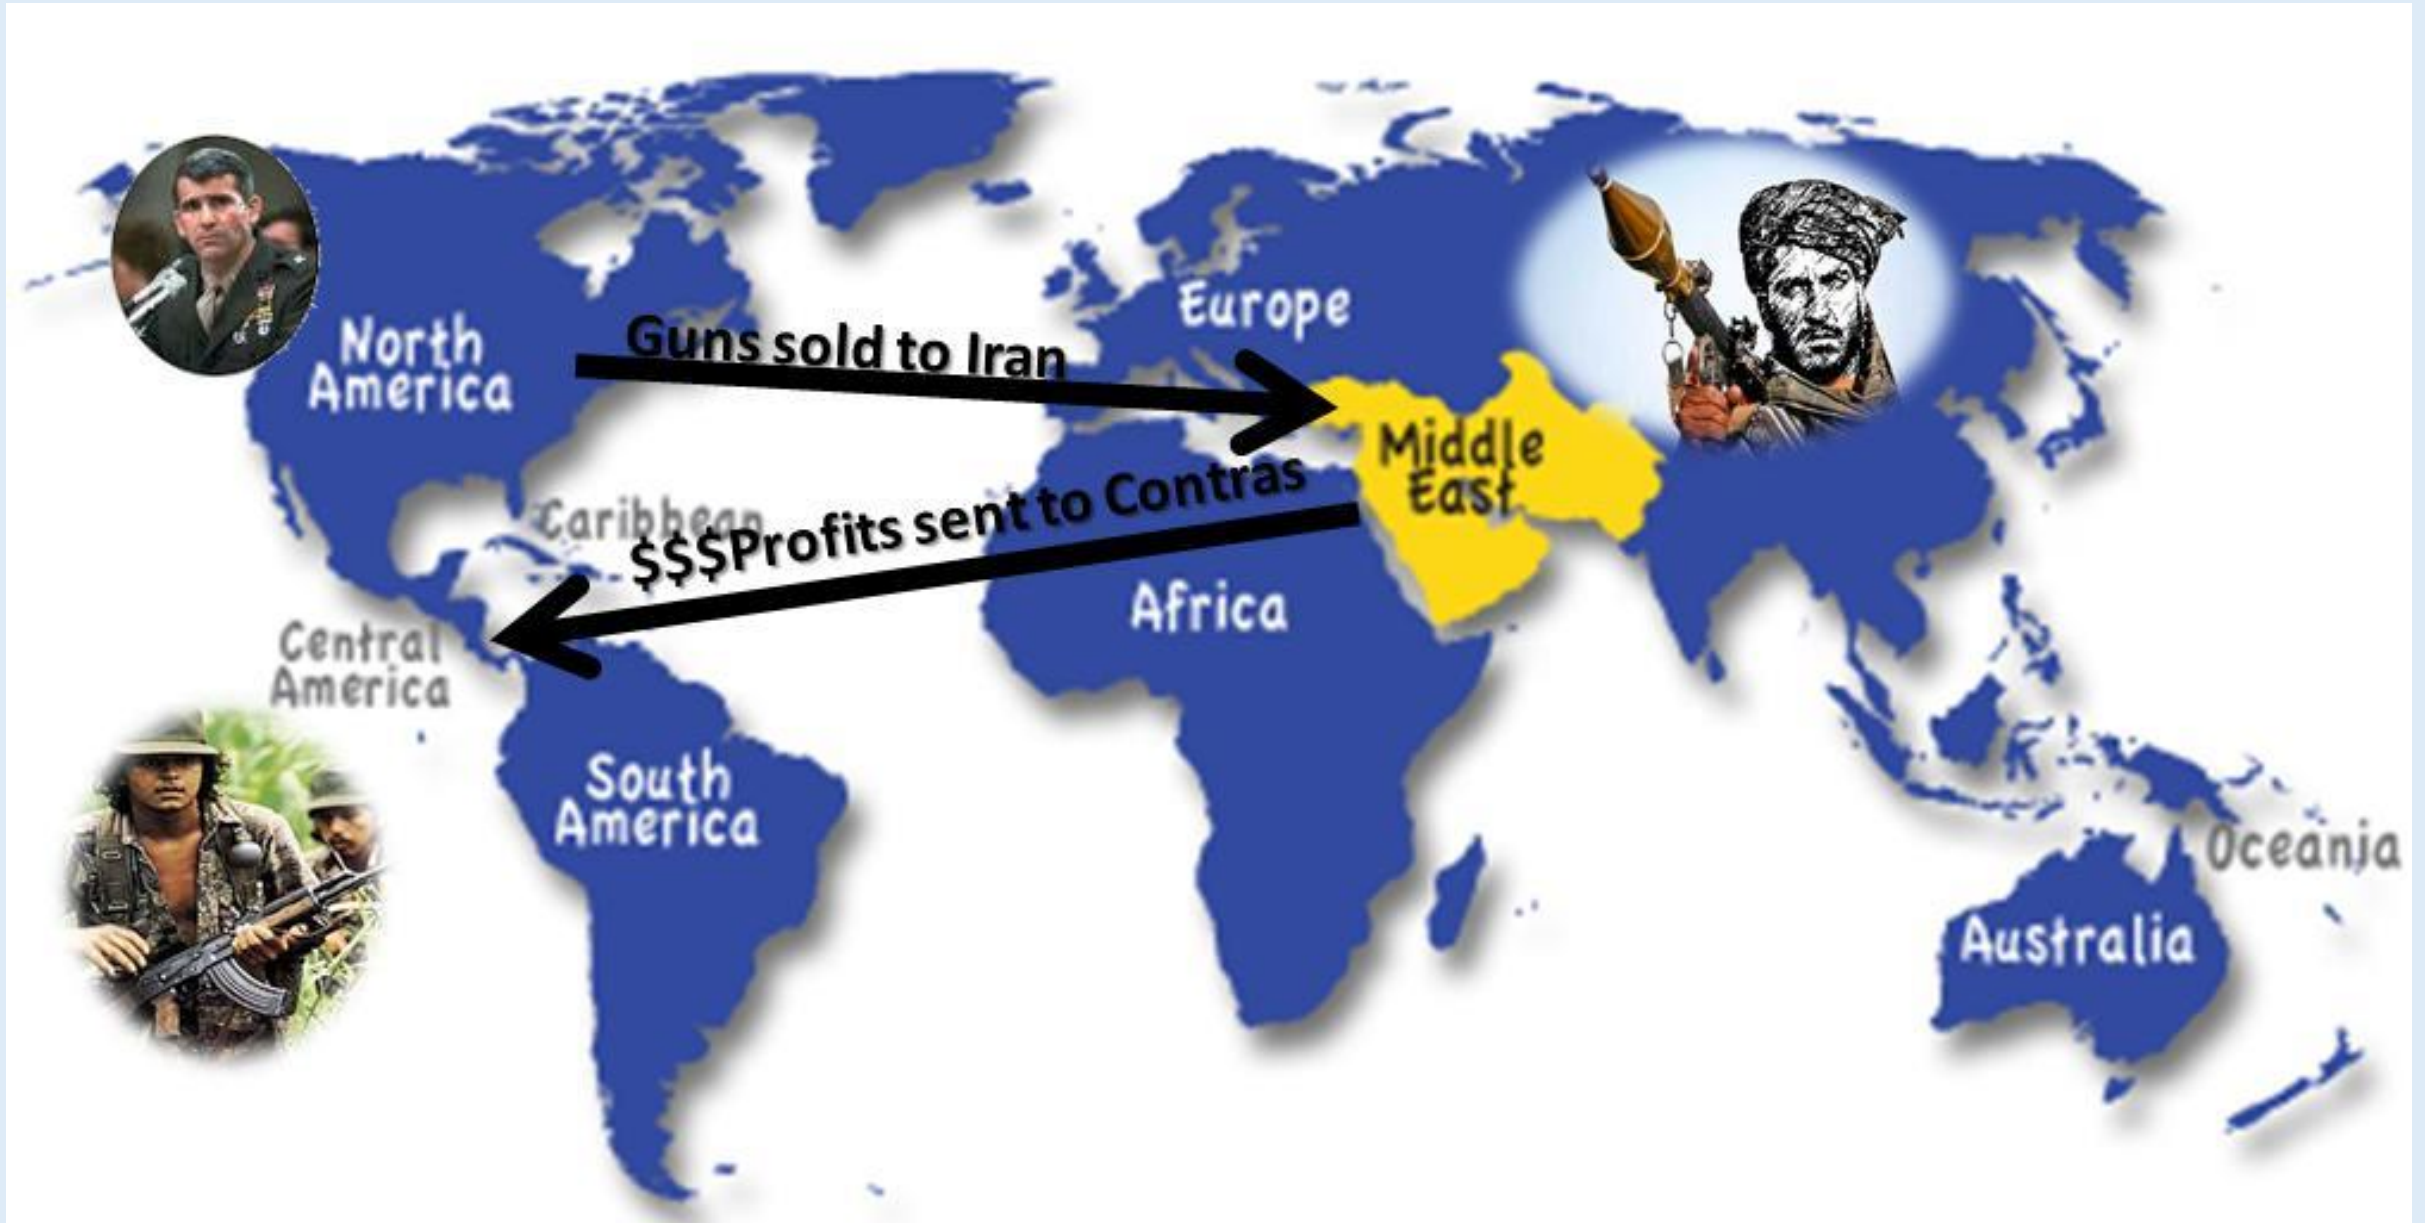 North
America
Guns sold to Iran
Europe
Middle
East
Caribbean
$$$Profits sent to Contras
Africa
Central
America
South
America
Oceania
Australia